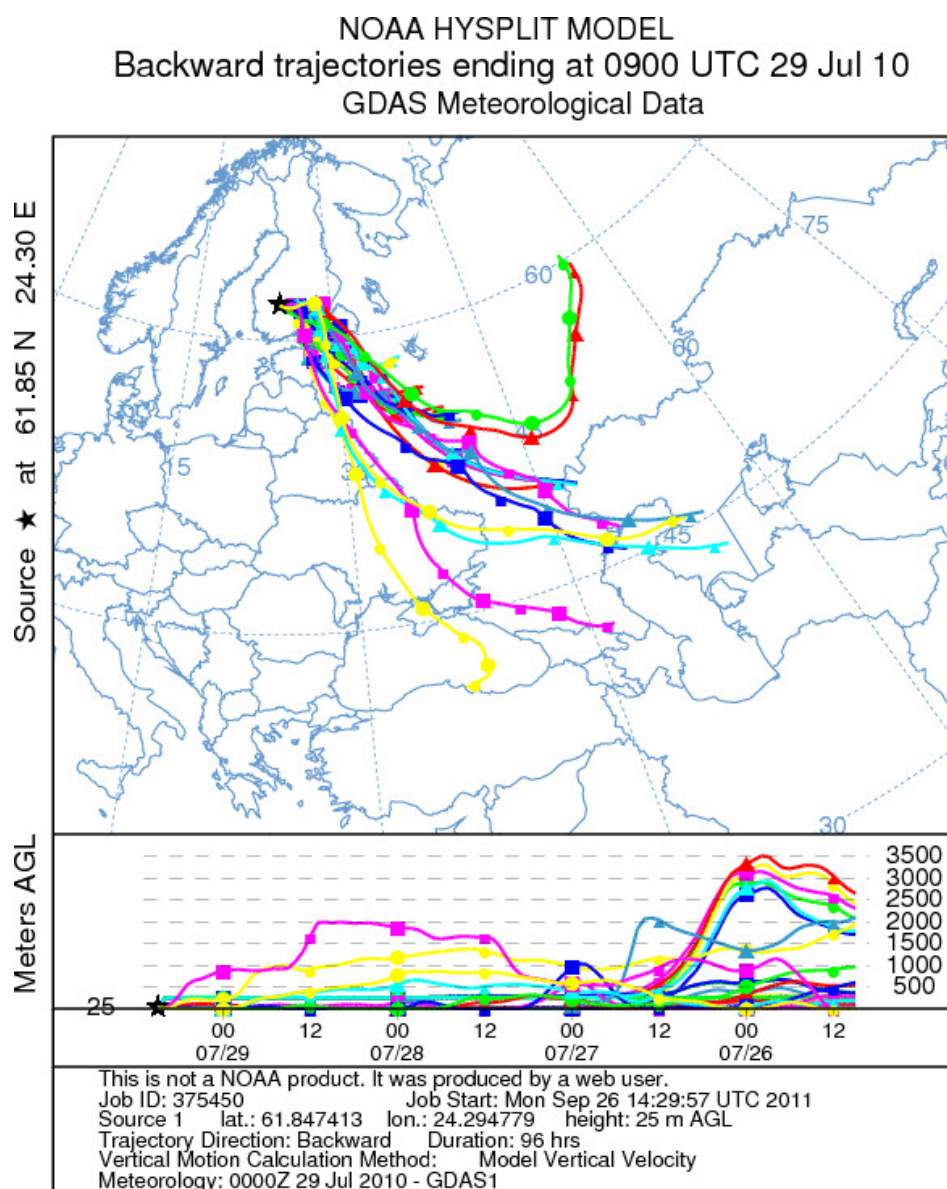 NOAA HYSPLIT MODEL
Backward trajectories ending at 0900 UTC 29 Jul 10
GDAS Meteorological Data
Source ★ at 61.85 N 24.30 E
75
60
60
45
15
30
Meters AGL
3500
3000
2500
2000
1500
1000
500
25
00 12 00 12 00 12 00 12
07/29 07/28 07/27 07/26
This is not a NOAA product. It was produced by a web user.
Job ID: 375450 Job Start: Mon Sep 26 14:29:57 UTC 2011
Source 1 lat.: 61.847413 lon.: 24.294779 height: 25 m AGL
Trajectory Direction: Backward Duration: 96 hrs
Vertical Motion Calculation Method: Model Vertical Velocity
Meteorology: 0000Z 29 Jul 2010 - GDAS1